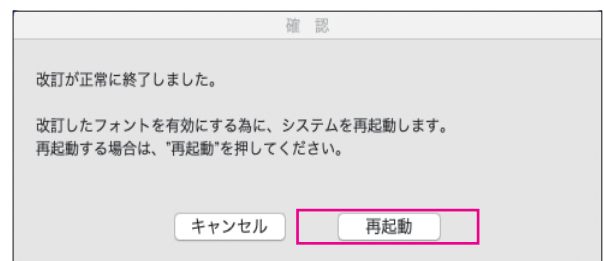 確 認
改訂が正常に終了しました。
改訂したフォントを有効にする為に、システムを再起動します。
再起動する場合は、"再起動"を押してください。
キャンセル
再起動